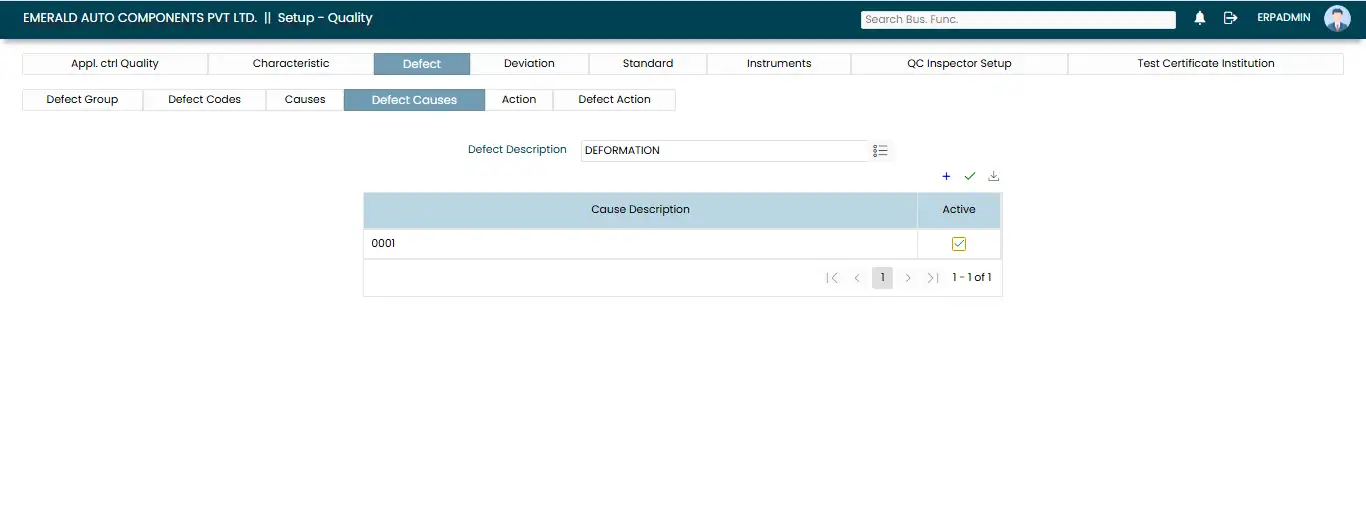 EMERALD AUTO COMPONENTS PVT LTD. || Setup - Quality Search Bus. Func. ERPADMIN
Appl. ctrl Quality Characteristic Defect Deviation Standard Instruments QC Inspector Setup Test Certificate Institution
Defect Group Defect Codes Causes Defect Causes Action Defect Action
Defect Description DEFORMATION
Cause Description Active
0001
1 1 - 1 of 1